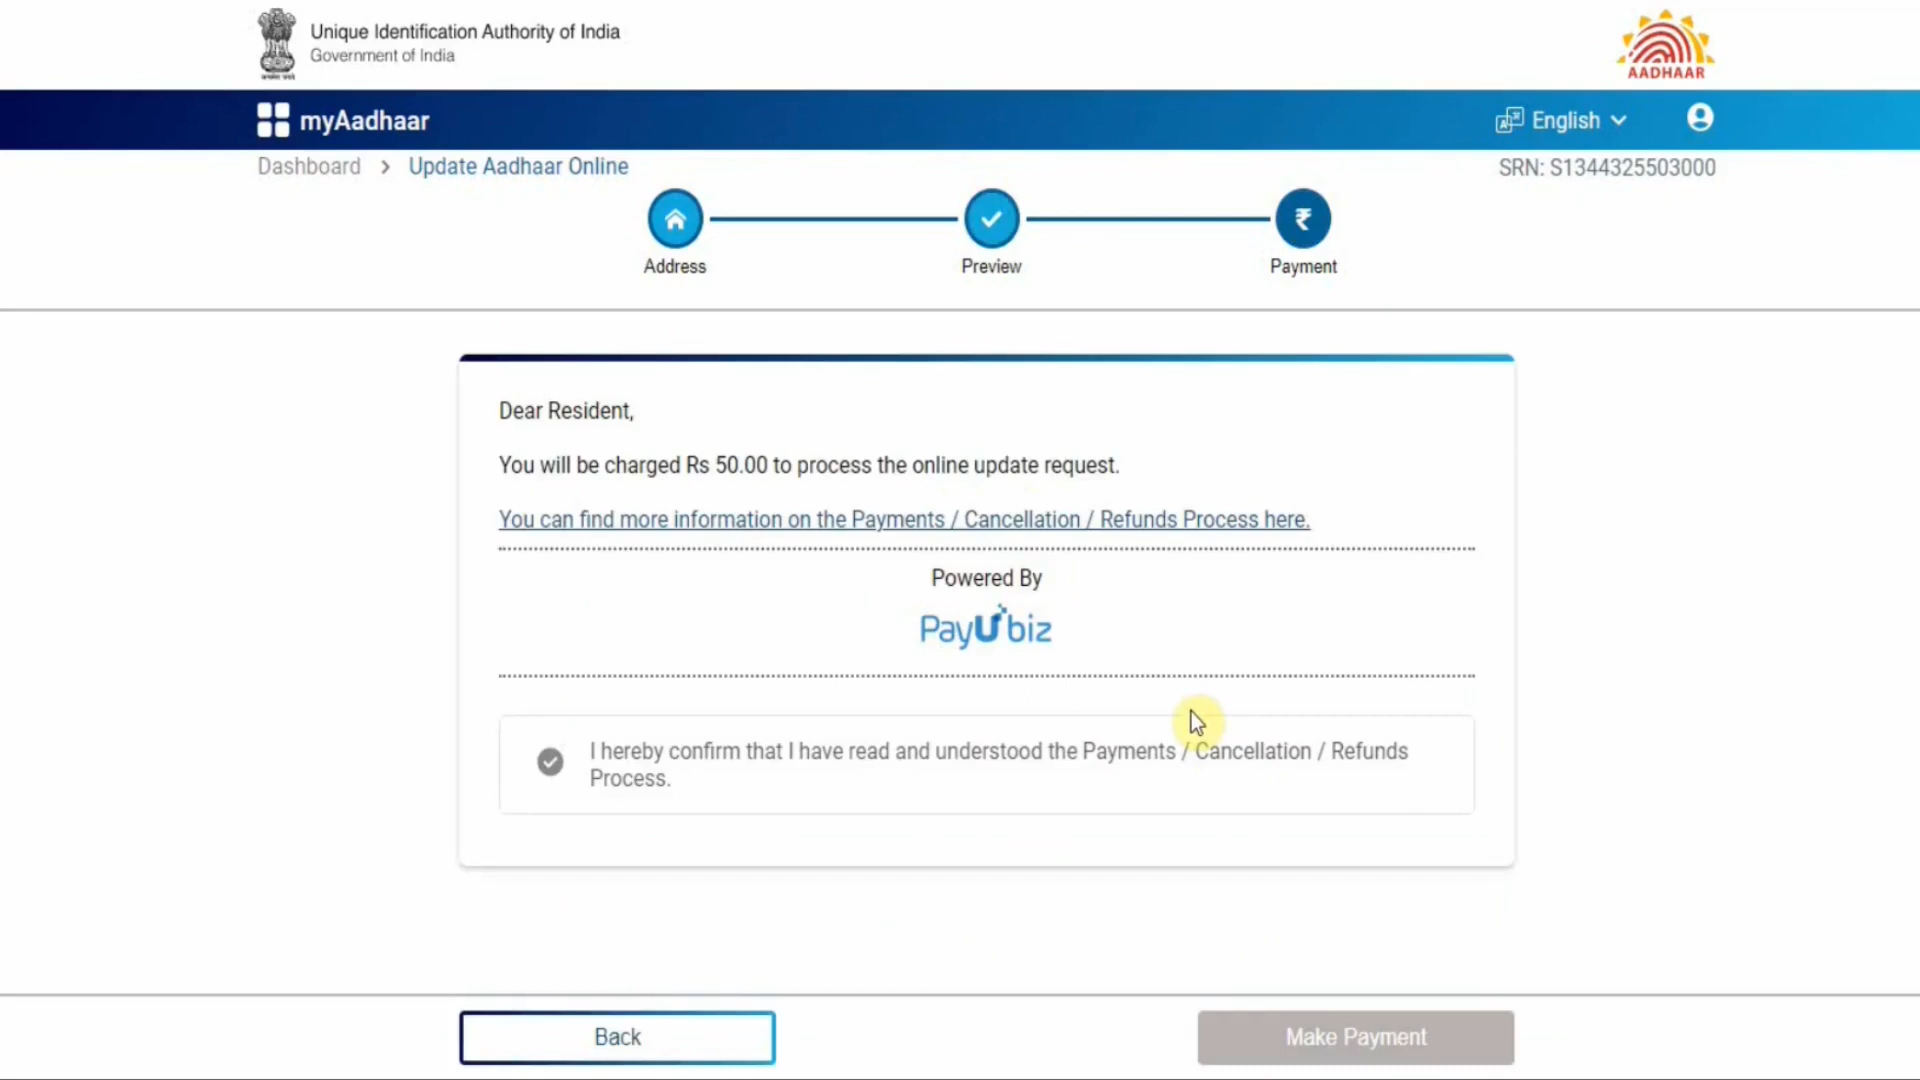 Unique Identification Authority of India
Government of India
AADHAAR
myAadhaar
English
Dashboard > Update Aadhaar Online
SRN: S1344325503000
₹
Address
Preview
Payment
Dear Resident,
You will be charged Rs 50.00 to process the online update request.
You can find more information on the Payments / Cancellation / Refunds Process here.
Powered By
PayUbiz
I hereby confirm that I have read and understood the Payments / Cancellation / Refunds
Process.
Back
Make Payment